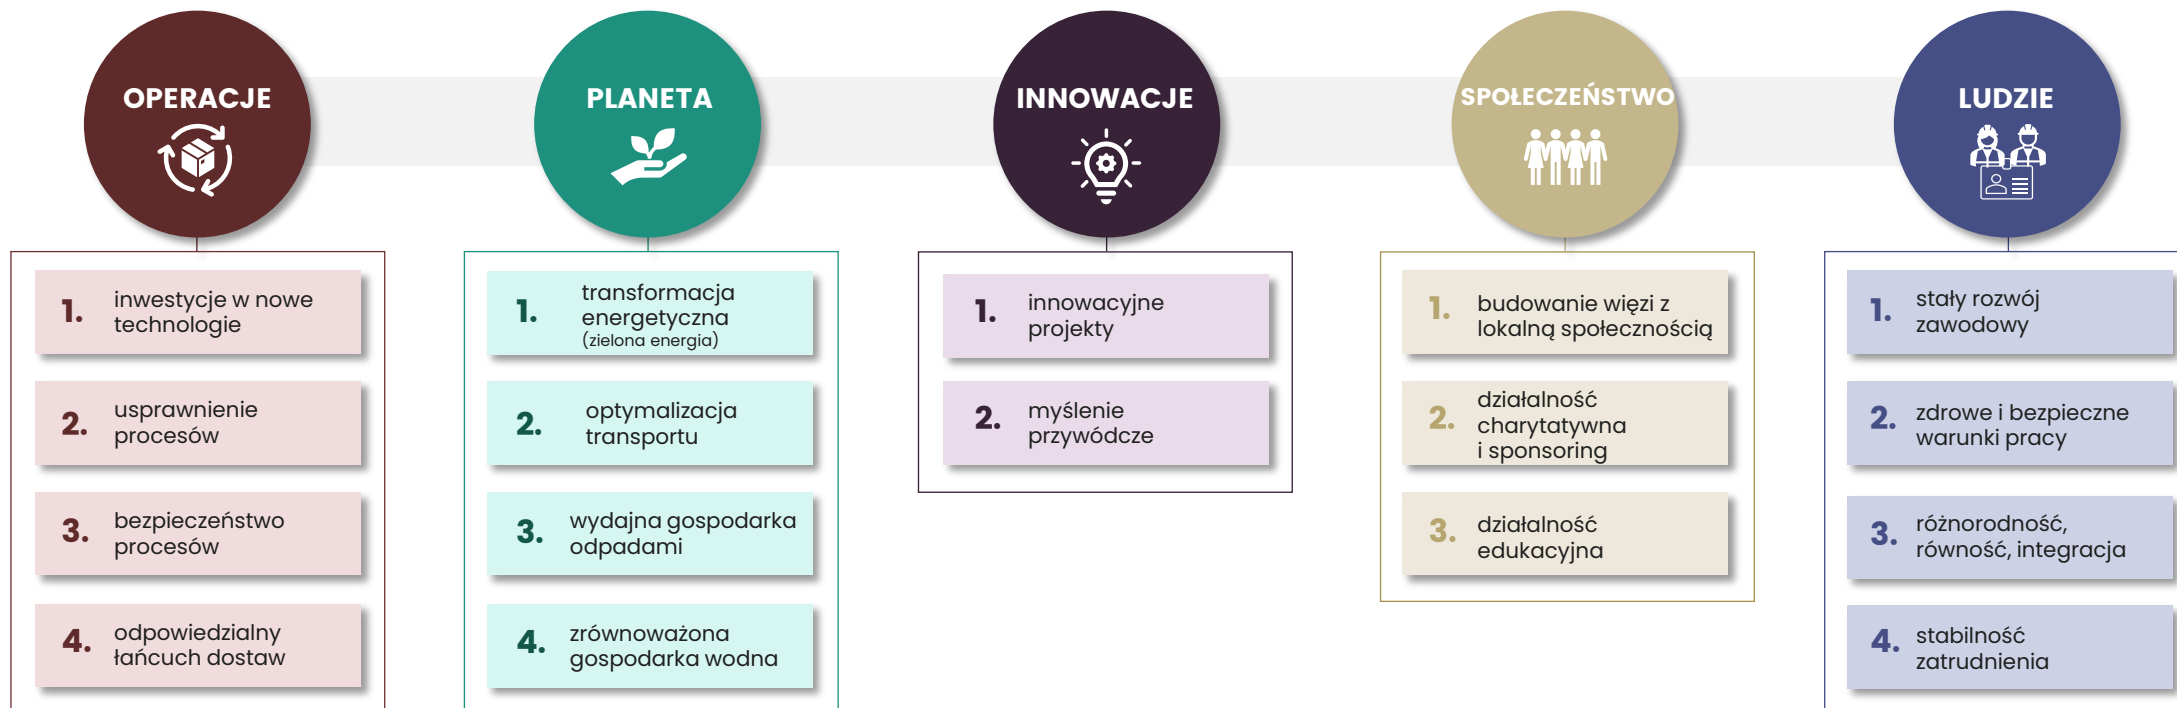 OPERACJE
1. inwestycje w nowe
technologie
2. usprawnienie
procesów
3. bezpieczeństwo
procesów
4. odpowiedzialny
łańcuch dostaw
PLANETA
1. transformacja
energetyczna
(zielona energia)
2. optymalizacja
transportu
3. wydajna gospodarka
odpadami
4. zrównoważona
gospodarka wodna
INNOWACJE
1. innowacyjne
projekty
2. myślenie
przywódcze
SPOŁECZEŃSTWO
1. budowanie więzi z
lokalną społecznością
2. działalność
charytatywna
i sponsoring
3. działalność
edukacyjna
LUDZIE
1. stały rozwój
zawodowy
2. zdrowe i bezpieczne
warunki pracy
3. różnorodność,
równość, integracja
4. stabilność
zatrudnienia